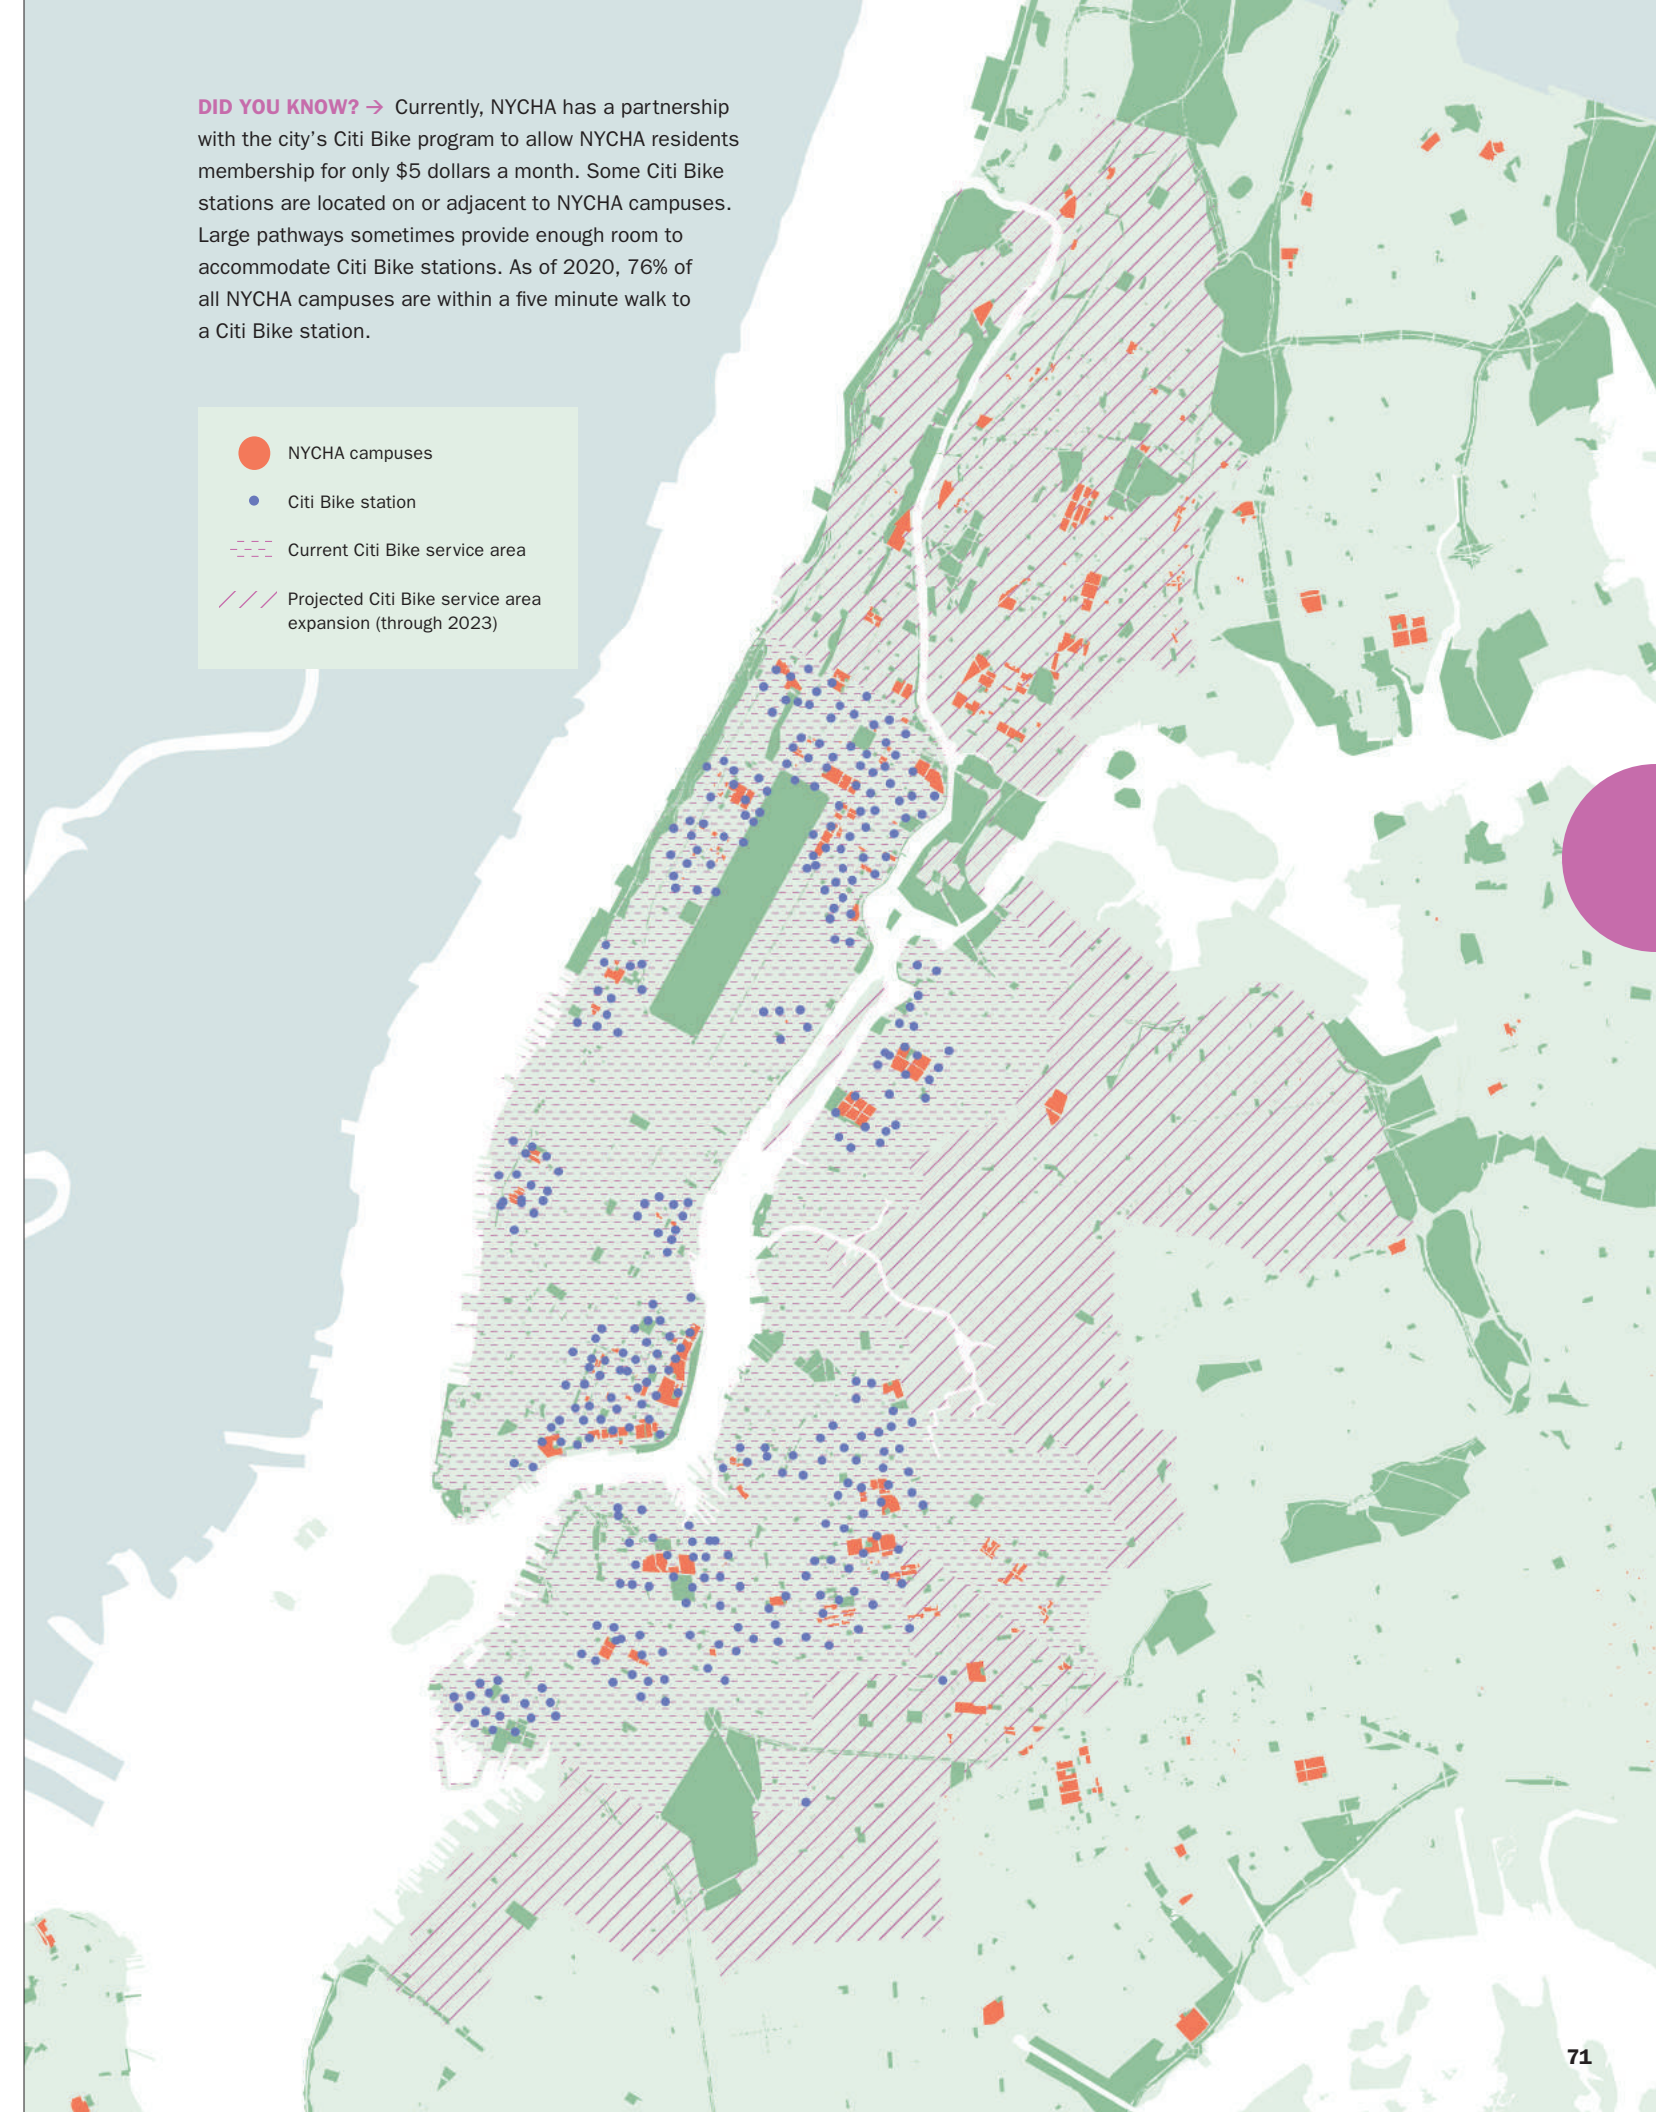 DID YOU KNOW? → Currently, NYCHA has a partnership
with the city’s Citi Bike program to allow NYCHA residents
membership for only $5 dollars a month. Some Citi Bike
stations are located on or adjacent to NYCHA campuses.
Large pathways sometimes provide enough room to
accommodate Citi Bike stations. As of 2020, 76% of
all NYCHA campuses are within a five minute walk to
a Citi Bike station.
NYCHA campuses
Citi Bike station
Current Citi Bike service area
Projected Citi Bike service area
expansion (through 2023)
71